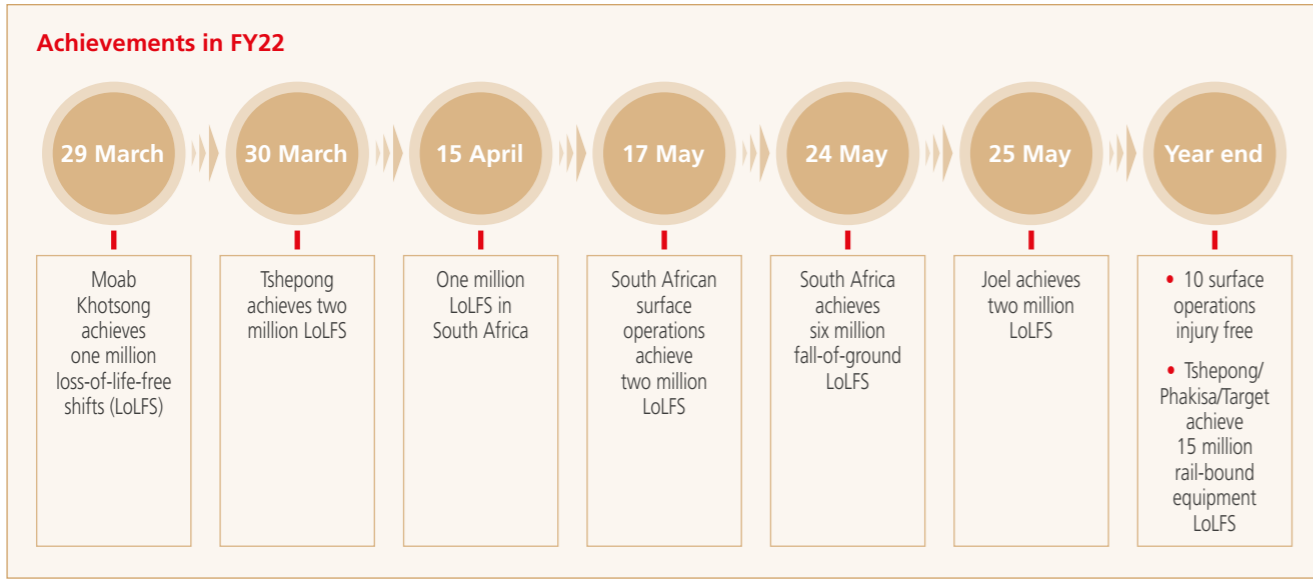 Achievements in FY22
29 March
30 March
15 April
17 May
24 May
25 May
Year end
Moab
Khotsong
achieves
one million
loss-of-life-free
shifts (LoLFS)
Tshepong
achieves two
million LoLFS
One million
LoLFS in
South Africa
South African
surface
operations
achieve
two million
LoLFS
South Africa
achieves
six million
fall-of-ground
LoLFS
Joel achieves
two million
LoLFS
• 10 surface
operations
injury free
• Tshepong/
Phakisa/Target
achieve
15 million
rail-bound
equipment
LoLFS